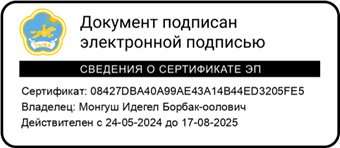 Документ подписан
электронной подписью
СВЕДЕНИЯ О СЕРТИФИКАТЕ ЭП
Сертификат: 08427DBA40A99AE43A14B44ED3205FE5
Владелец: Монгуш Идегел Борбак-оолович
Действителен с 24-05-2024 до 17-08-2025